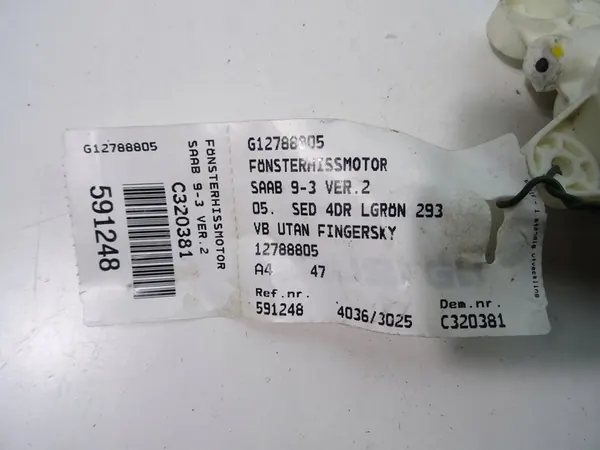 G12788805
591248
C320381
SAAB 9-3 VER.2
FÖNSTERHISSMOTOR
G12788805
FÖNSTERHISSMOTOR
SAAB 9-3 VER.2
05. SED 4DR LGRÖN 293
VB UTAN FINGERSKY
12788805
A4 47
Ref.nr. Dem.nr.
591248 4036/3025 C320381